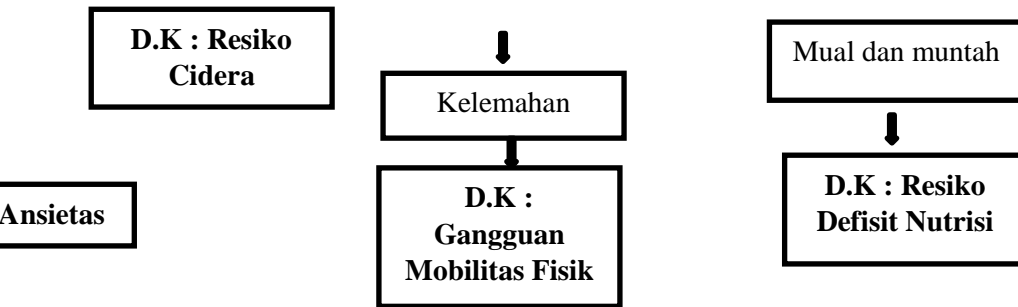 D.K : Resiko
Cidera
Kelemahan
Mual dan muntah
Ansietas
D.K :
Gangguan
Mobilitas Fisik
D.K : Resiko
Defisit Nutrisi